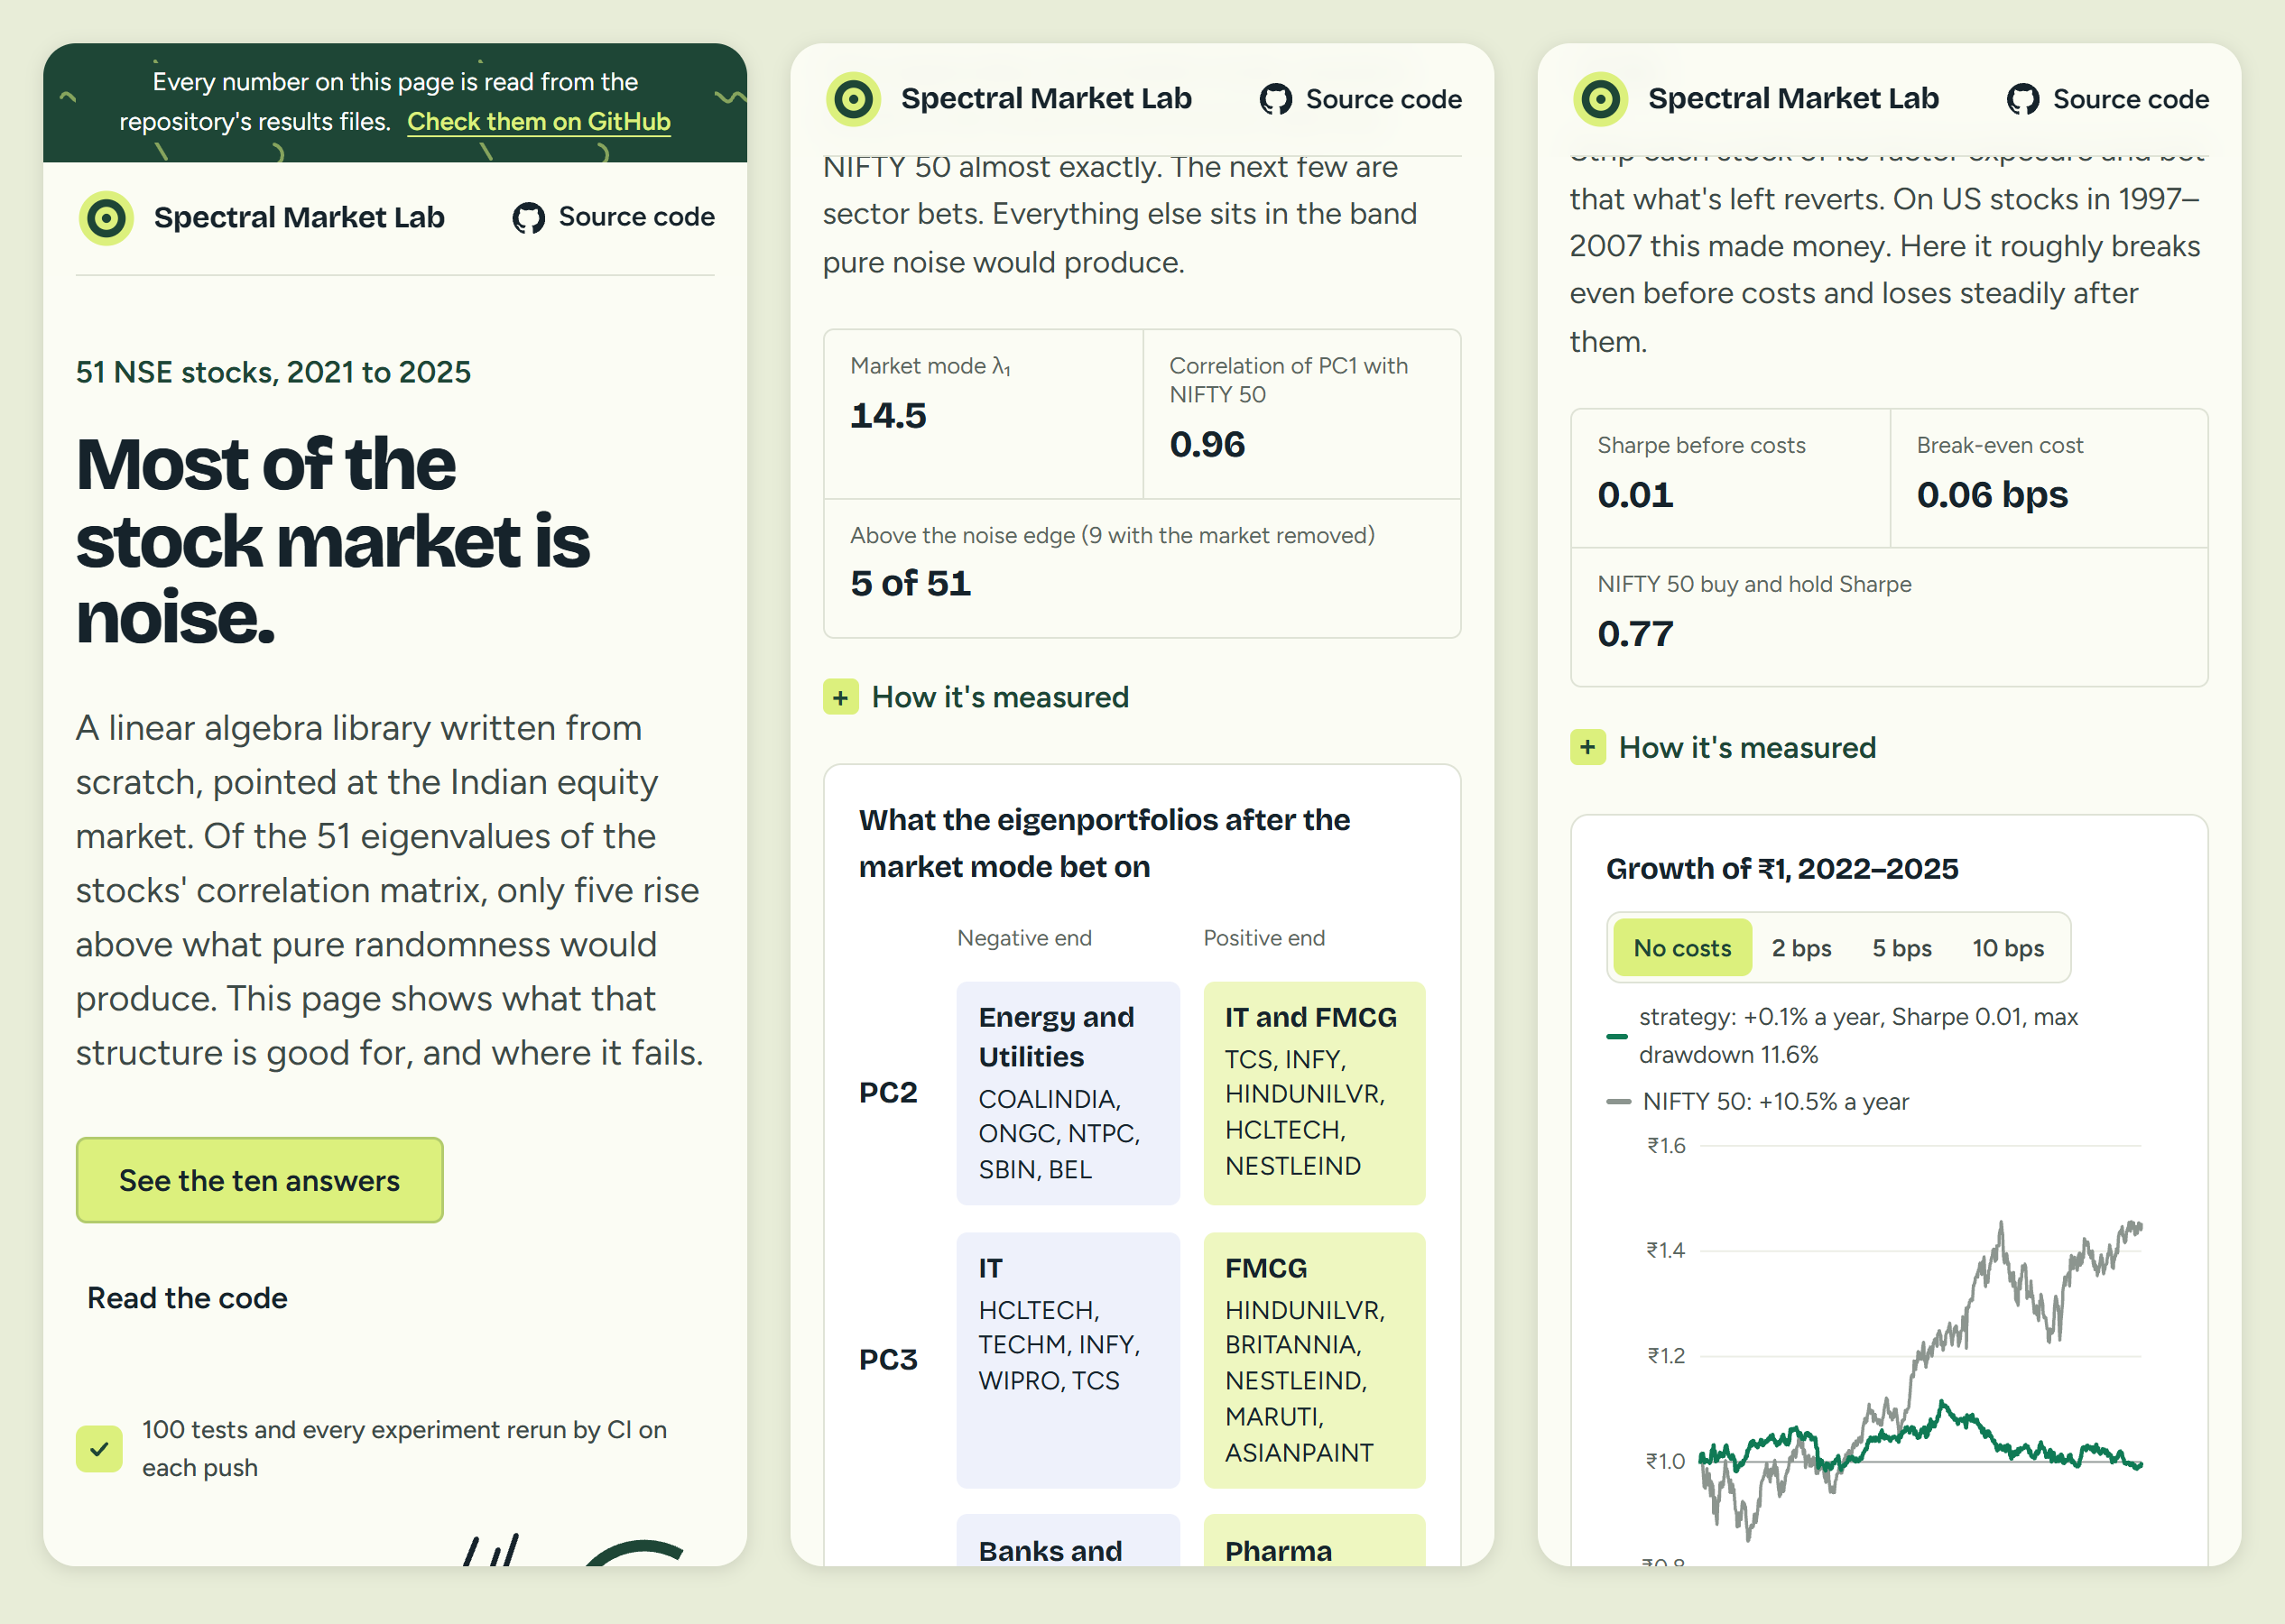 Every number on this page is read from the
repository's results files. Check them on GitHub
Spectral Market Lab
Source code
51 NSE stocks, 2021 to 2025
Most of the
stock market is
noise.
A linear algebra library written from
scratch, pointed at the Indian equity
market. Of the 51 eigenvalues of the
stocks' correlation matrix, only five rise
above what pure randomness would
produce. This page shows what that
structure is good for, and where it fails.
See the ten answers
Read the code
100 tests and every experiment rerun by CI on
each push
Spectral Market Lab
Source code
NIFTY 50 almost exactly. The next few are
sector bets. Everything else sits in the band
pure noise would produce.
Market mode λ₁
14.5
Correlation of PC1 with
NIFTY 50
0.96
Above the noise edge (9 with the market removed)
5 of 51
+ How it's measured
What the eigenportfolios after the
market mode bet on
Negative end
Positive end
PC2
Energy and
Utilities
COALINDIA,
ONGC, NTPC,
SBIN, BEL
IT and FMCG
TCS, INFY,
HINDUNILVR,
HCLTECH,
NESTLEIND
PC3
IT
HCLTECH,
TECHM, INFY,
WIPRO, TCS
FMCG
HINDUNILVR,
BRITANNIA,
NESTLEIND,
MARUTI,
ASIANPAINT
Banks and
Pharma
Spectral Market Lab
Source code
Strip each stock of its factor exposure and bet
that what's left reverts. On US stocks in 1997–
2007 this made money. Here it roughly breaks
even before costs and loses steadily after
them.
Sharpe before costs
0.01
Break-even cost
0.06 bps
NIFTY 50 buy and hold Sharpe
0.77
+ How it's measured
Growth of ₹1, 2022–2025
No costs
2 bps
5 bps
10 bps
strategy: +0.1% a year, Sharpe 0.01, max
drawdown 11.6%
NIFTY 50: +10.5% a year
₹1.6
₹1.4
₹1.2
₹1.0
₹0.8